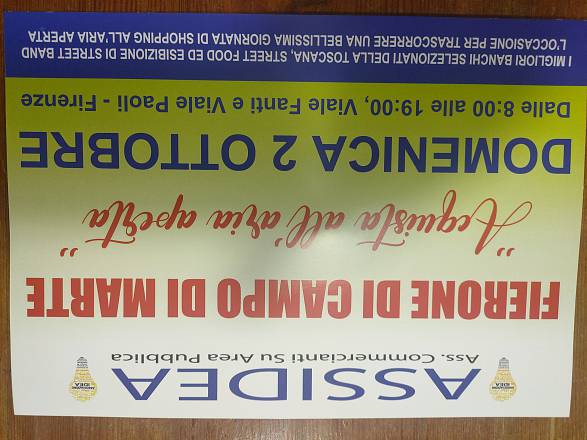 ASSIDEA
Ass. Commercianti Su Area Pubblica
FIERONE DI CAMPO DI MARTE
"Acquista all'aria aperta"
DOMENICA 2 OTTOBRE
Dalle 8:00 alle 19:00, Viale Fanti e Viale Paoli - Firenze
I MIGLIORI BANCHI SELEZIONATI DELLA TOSCANA, STREET FOOD ED ESIBIZIONE DI STREET BAND
L'OCCASIONE PER TRASCORRERE UNA BELLISSIMA GIORNATA DI SHOPPING ALL'ARIA APERTA